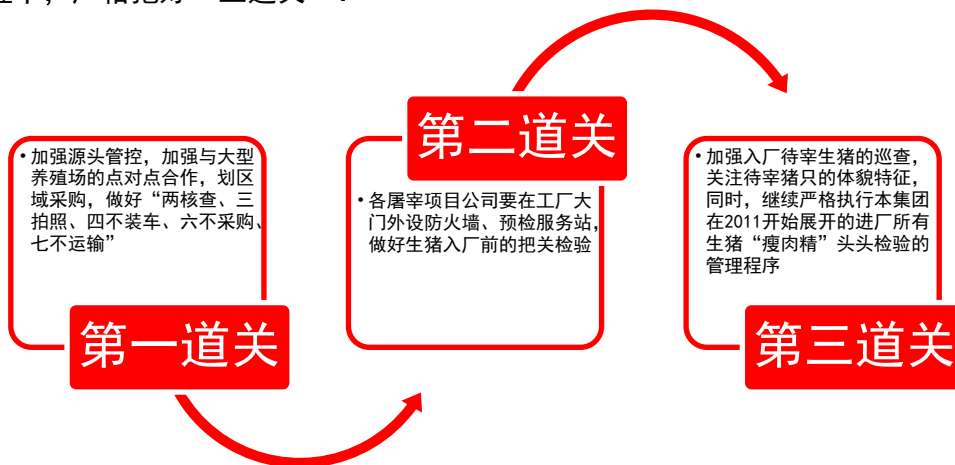 加强源头管控，加强与大型
养殖场的点对点合作，划区
域采购，做好“两核查、三
拍照、四不装车、六不采购、
七不运输”
第一道关
第二道关
各屠宰项目公司要在工厂大
门外设防火墙、预检服务站，
做好生猪入厂前的把关检验
加强入厂待宰生猪的巡查，
关注待宰猪只的体貌特征，
同时，继续严格执行本集团
在2011开始展开的进厂所有
生猪“瘦肉精”头头检验的
管理程序
第三道关